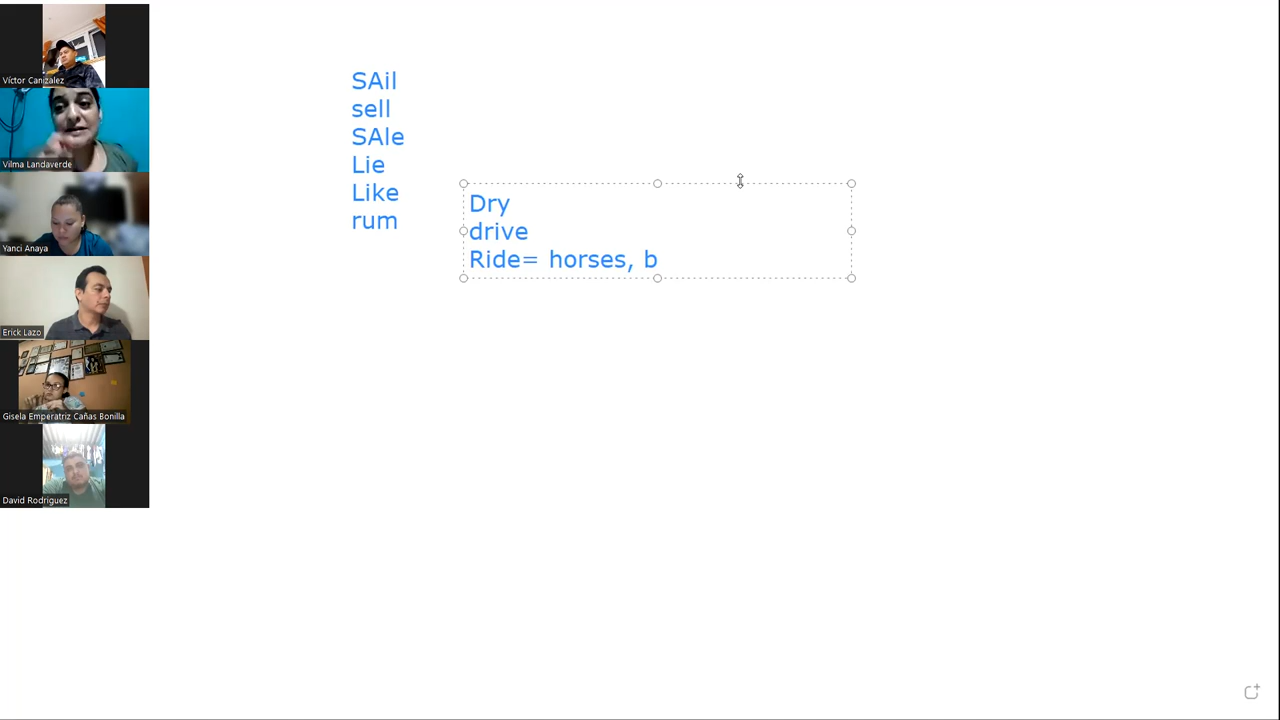 Víctor Canizalez
Vilma Landaverde
Yanci Anaya
Erick Lazo
Gisela Emperatriz Cañas Bonilla
David Rodriguez
SAil
sell
SAle
Lie
Like
rum
Dry
drive
Ride= horses, b